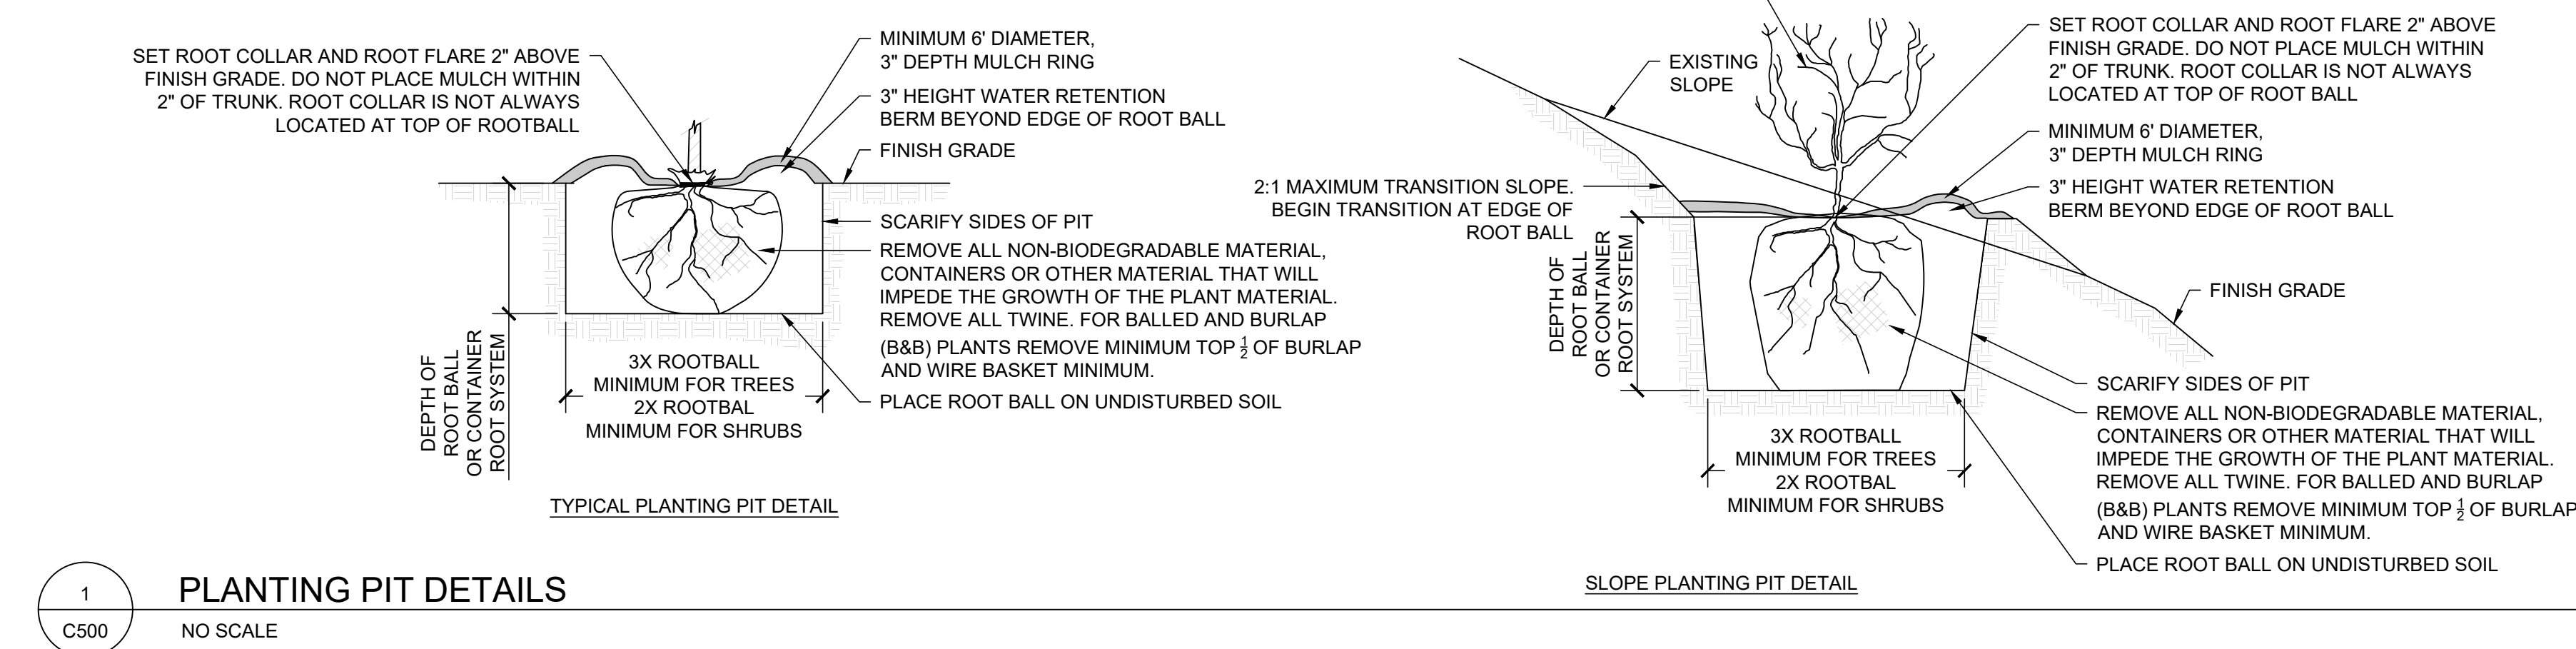 SET ROOT COLLAR AND ROOT FLARE 2" ABOVE
FINISH GRADE. DO NOT PLACE MULCH WITHIN
2" OF TRUNK. ROOT COLLAR IS NOT ALWAYS
LOCATED AT TOP OF ROOTBALL
MINIMUM 6' DIAMETER,
3" DEPTH MULCH RING
3" HEIGHT WATER RETENTION
BERM BEYOND EDGE OF ROOT BALL
FINISH GRADE
SCARIFY SIDES OF PIT
REMOVE ALL NON-BIODEGRADABLE MATERIAL,
CONTAINERS OR OTHER MATERIAL THAT WILL
IMPEDE THE GROWTH OF THE PLANT MATERIAL.
REMOVE ALL TWINE. FOR BALLED AND BURLAP
(B&B) PLANTS REMOVE MINIMUM TOP ½ OF BURLAP
AND WIRE BASKET MINIMUM.
PLACE ROOT BALL ON UNDISTURBED SOIL
DEPTH OF
ROOT BALL
OR CONTAINER
ROOT SYSTEM
3X ROOTBALL
MINIMUM FOR TREES
2X ROOTBAL
MINIMUM FOR SHRUBS
TYPICAL PLANTING PIT DETAIL
EXISTING
SLOPE
2:1 MAXIMUM TRANSITION SLOPE.
BEGIN TRANSITION AT EDGE OF
ROOT BALL
DEPTH OF
ROOT BALL
OR CONTAINER
ROOT SYSTEM
SET ROOT COLLAR AND ROOT FLARE 2" ABOVE
FINISH GRADE. DO NOT PLACE MULCH WITHIN
2" OF TRUNK. ROOT COLLAR IS NOT ALWAYS
LOCATED AT TOP OF ROOT BALL
MINIMUM 6' DIAMETER,
3" DEPTH MULCH RING
3" HEIGHT WATER RETENTION
BERM BEYOND EDGE OF ROOT BALL
FINISH GRADE
SCARIFY SIDES OF PIT
REMOVE ALL NON-BIODEGRADABLE MATERIAL,
CONTAINERS OR OTHER MATERIAL THAT WILL
IMPEDE THE GROWTH OF THE PLANT MATERIAL.
REMOVE ALL TWINE. FOR BALLED AND BURLAP
(B&B) PLANTS REMOVE MINIMUM TOP ½ OF BURLAP
AND WIRE BASKET MINIMUM.
PLACE ROOT BALL ON UNDISTURBED SOIL
3X ROOTBALL
MINIMUM FOR TREES
2X ROOTBAL
MINIMUM FOR SHRUBS
SLOPE PLANTING PIT DETAIL
1
C500
PLANTING PIT DETAILS
NO SCALE